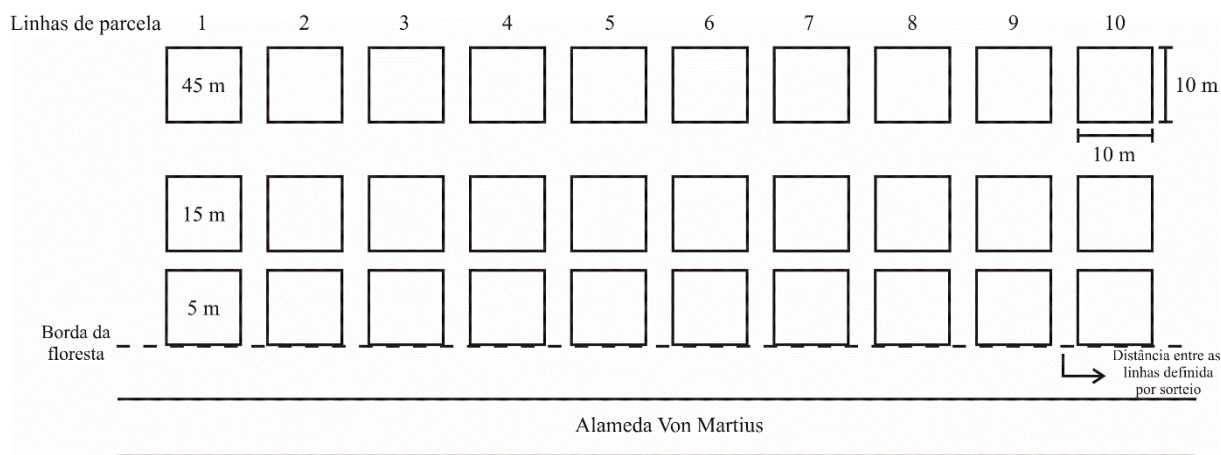 Linhas de parcela 1 2 3 4 5 6 7 8 9 10
45 m
10 m
10 m
15 m
5 m
Borda da
floresta
Distância entre as
linhas definida
por sorteio
Alameda Von Martius